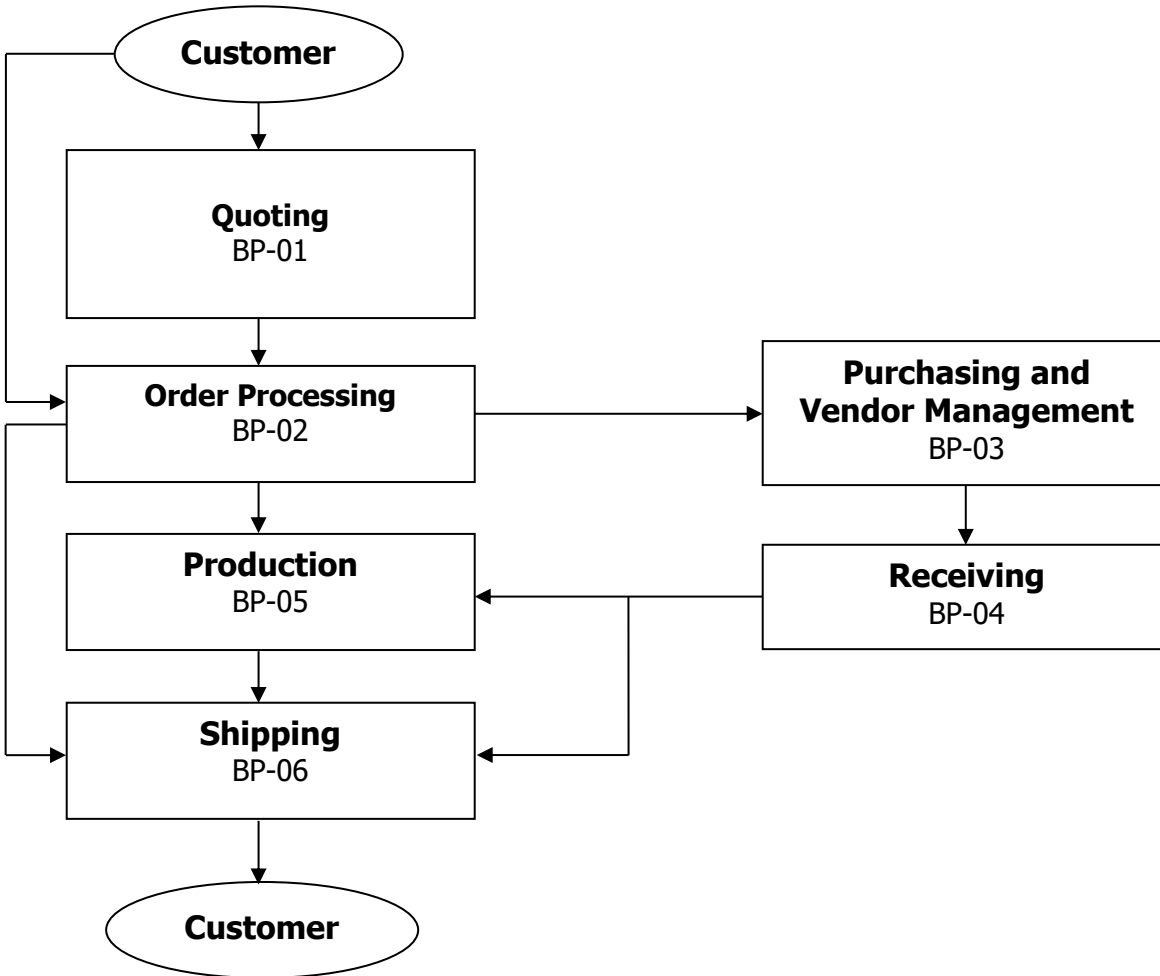 Customer
Quoting
BP-01
Order Processing
BP-02
Purchasing and
Vendor Management
BP-03
Production
BP-05
Receiving
BP-04
Shipping
BP-06
Customer